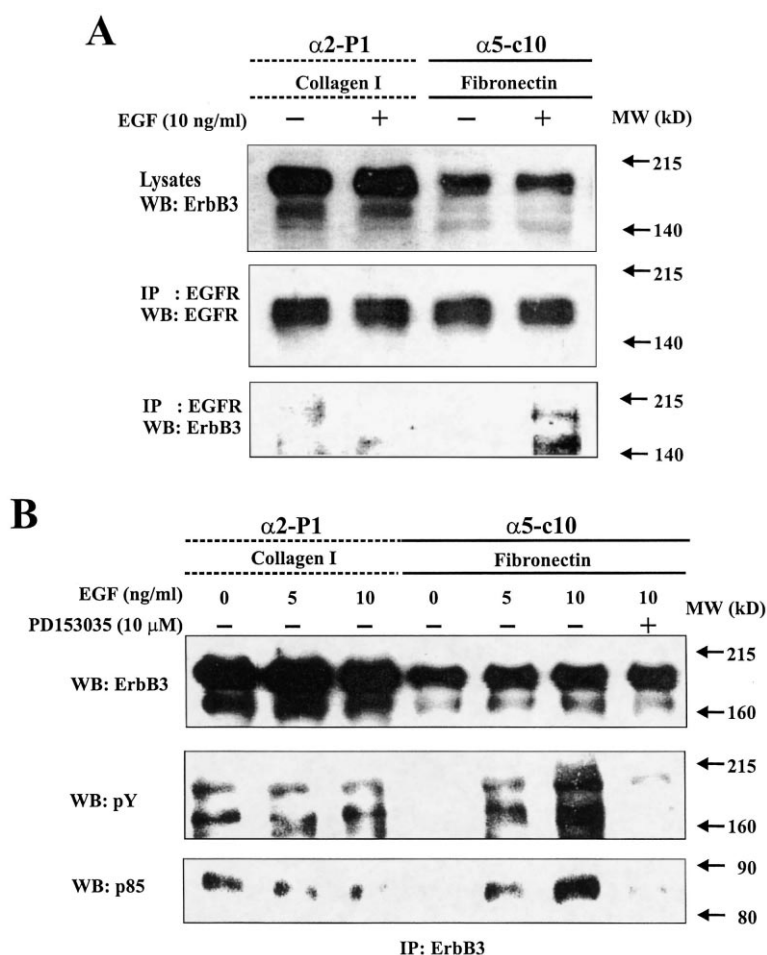 A
α2-P1 α5-c10
Collagen I Fibronectin
EGF (10 ng/ml) − + − + MW (kD)
Lysates
WB: ErbB3
← 215
← 140
IP : EGFR
WB: EGFR
← 215
← 140
IP : EGFR
WB: ErbB3
← 215
← 140
B
α2-P1 α5-c10
Collagen I Fibronectin
EGF (ng/ml) 0 5 10 0 5 10 10 MW (kD)
PD153035 (10 μM) − − − − − − +
WB: ErbB3
← 215
← 160
WB: pY
← 215
← 160
WB: p85
← 90
← 80
IP: ErbB3